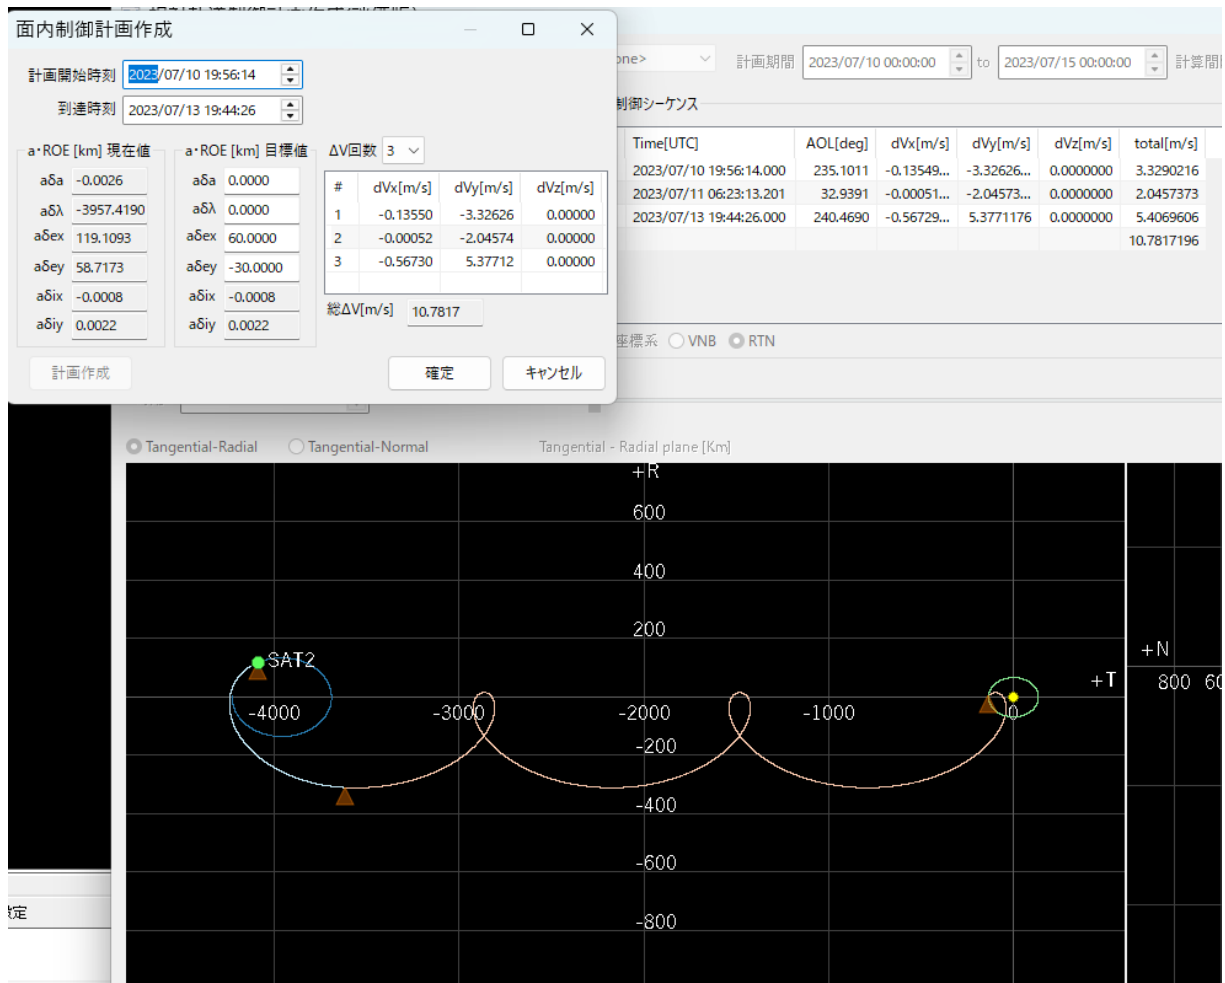 面内制御計画作成
計画開始時刻 2023/07/10 19:56:14
到達時刻 2023/07/13 19:44:26
a・ROE [km] 現在値
aδa -0.0026
aδλ -3957.4190
aδex 119.1093
aδey 58.7173
aδix -0.0008
aδiy 0.0022
a・ROE [km] 目標値
aδa 0.0000
aδλ 0.0000
aδex 60.0000
aδey -30.0000
aδix -0.0008
aδiy 0.0022
ΔV回数 3
# dVx[m/s] dVy[m/s] dVz[m/s]
1 -0.13550 -3.32626 0.00000
2 -0.00052 -2.04574 0.00000
3 -0.56730 5.37712 0.00000
総ΔV[m/s] 10.7817
計画作成 確定 キャンセル
計画期間 2023/07/10 00:00:00 to 2023/07/15 00:00:00 計算間
制御シーケンス
Time[UTC] AOL[deg] dVx[m/s] dVy[m/s] dVz[m/s] total[m/s]
2023/07/10 19:56:14.000 235.1011 -0.13549... -3.32626... 0.0000000 3.3290216
2023/07/11 06:23:13.201 32.9391 -0.00051... -2.04573... 0.0000000 2.0457373
2023/07/13 19:44:26.000 240.4690 -0.56729... 5.3771176 0.0000000 5.4069606
10.7817196
座標系 VNB RTN
Tangential-Radial Tangential-Normal Tangential - Radial plane [Km]
+R
600
400
200
SAT2
+N
+T
800 60
-4000 -3000 -2000 -1000 0
-200
-400
-600
-800
定